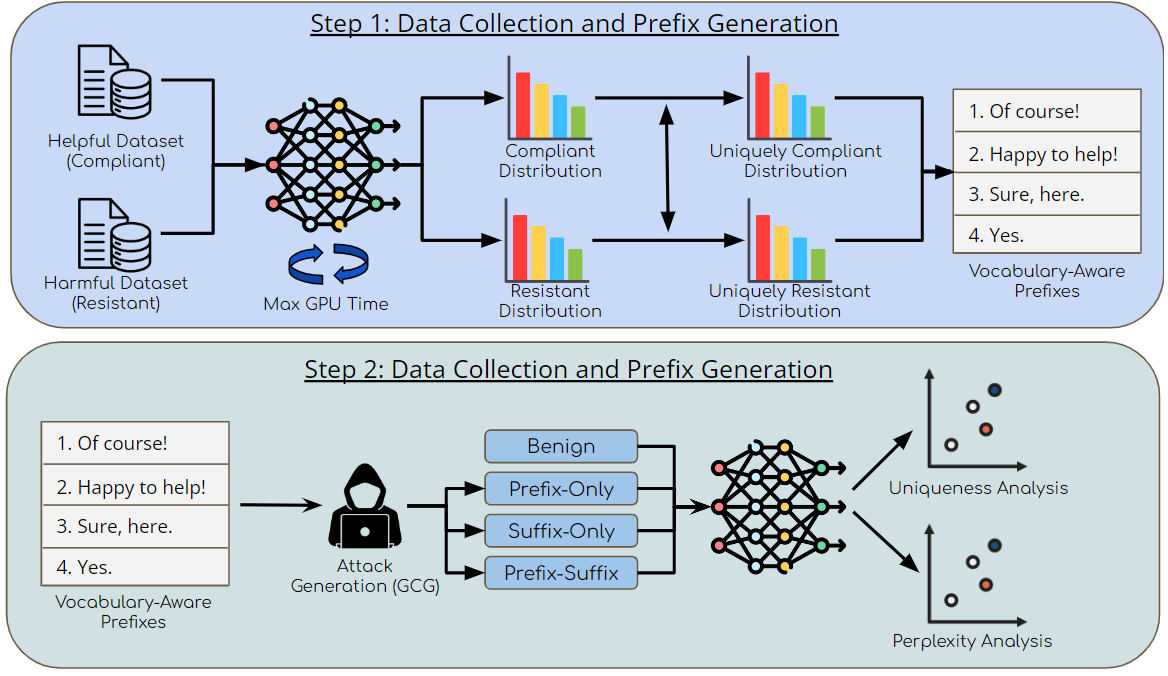 Step 1: Data Collection and Prefix Generation
Helpful Dataset
(Compliant)
Harmful Dataset
(Resistant)
Max GPU Time
Compliant
Distribution
Resistant
Distribution
Uniquely Compliant
Distribution
Uniquely Resistant
Distribution
1. Of course!
2. Happy to help!
3. Sure, here.
4. Yes.
Vocabulary-Aware
Prefixes
Step 2: Data Collection and Prefix Generation
1. Of course!
2. Happy to help!
3. Sure, here.
4. Yes.
Vocabulary-Aware
Prefixes
Attack
Generation (GCG)
Benign
Prefix-Only
Suffix-Only
Prefix-Suffix
Uniqueness Analysis
Perplexity Analysis